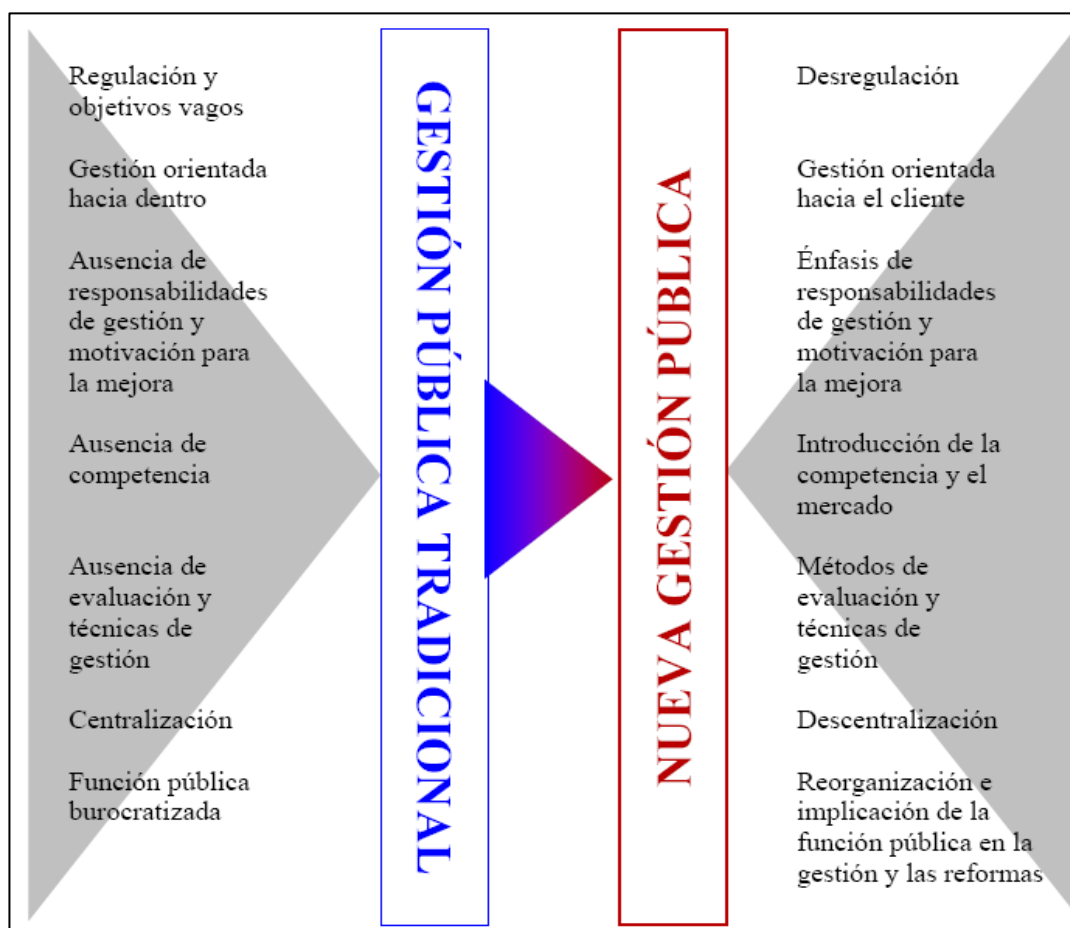 Regulación y
objetivos vagos
Gestión orientada
hacia dentro
Ausencia de
responsabilidades
de gestión y
motivación para
la mejora
Ausencia de
competencia
Ausencia de
evaluación y
técnicas de
gestión
Centralización
Función pública
burocratizada
GESTIÓN PÚBLICA TRADICIONAL
NUEVA GESTIÓN PÚBLICA
Desregulación
Gestión orientada
hacia el cliente
Énfasis de
responsabilidades
de gestión y
motivación para
la mejora
Introducción de la
competencia y el
mercado
Métodos de
evaluación y
técnicas de
gestión
Descentralización
Reorganización e
implicación de la
función pública en la
gestión y las reformas